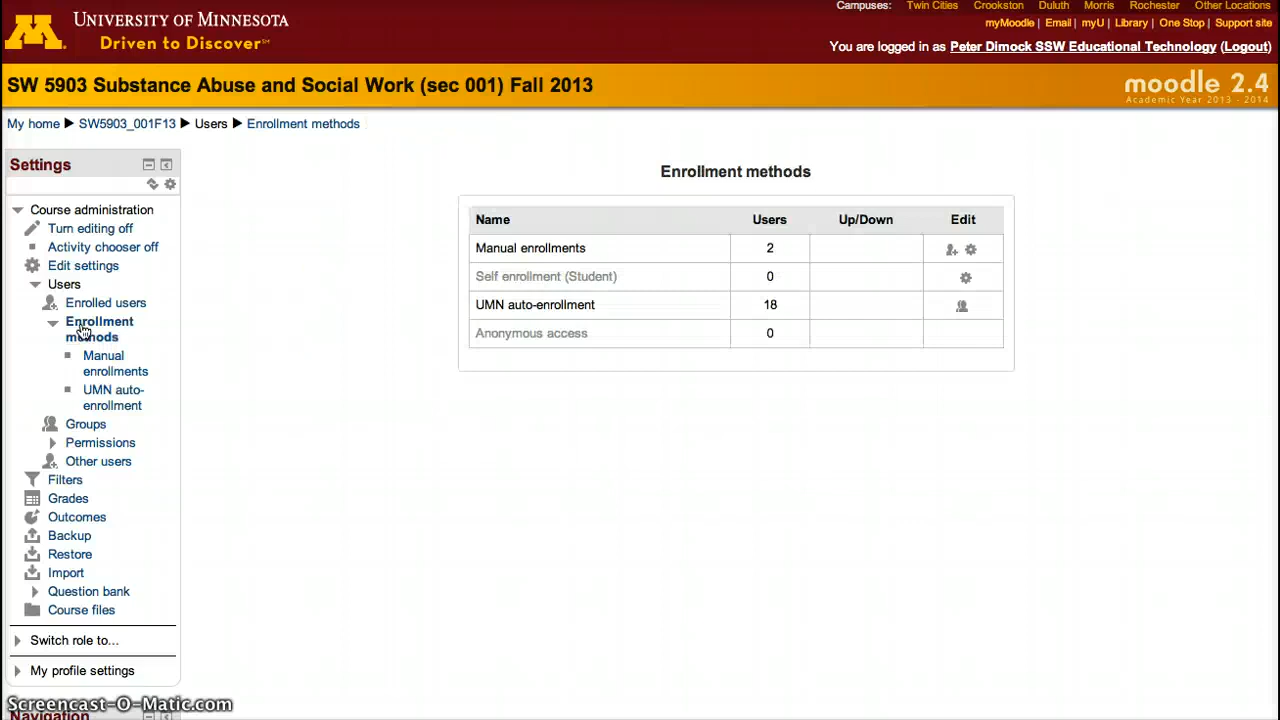 UNIVERSITY OF MINNESOTA
Driven to Discover℠
Campuses: Twin Cities Crookston Duluth Morris Rochester Other Locations
myMoodle | Email | myU | Library | One Stop | Support site
You are logged in as Peter Dimock SSW Educational Technology (Logout)
SW 5903 Substance Abuse and Social Work (sec 001) Fall 2013
moodle 2.4
Academic Year 2013 - 2014
My home ▶ SW5903_001F13 ▶ Users ▶ Enrollment methods
Settings
Course administration
Turn editing off
Activity chooser off
Edit settings
Users
Enrolled users
Enrollment
methods
Manual
enrollments
UMN auto-
enrollment
Groups
Permissions
Other users
Filters
Grades
Outcomes
Backup
Restore
Import
Question bank
Course files
Switch role to...
My profile settings
Navigation
Enrollment methods
Name Users Up/Down Edit
Manual enrollments 2
Self enrollment (Student) 0
UMN auto-enrollment 18
Anonymous access 0
Screencast-O-Matic.com